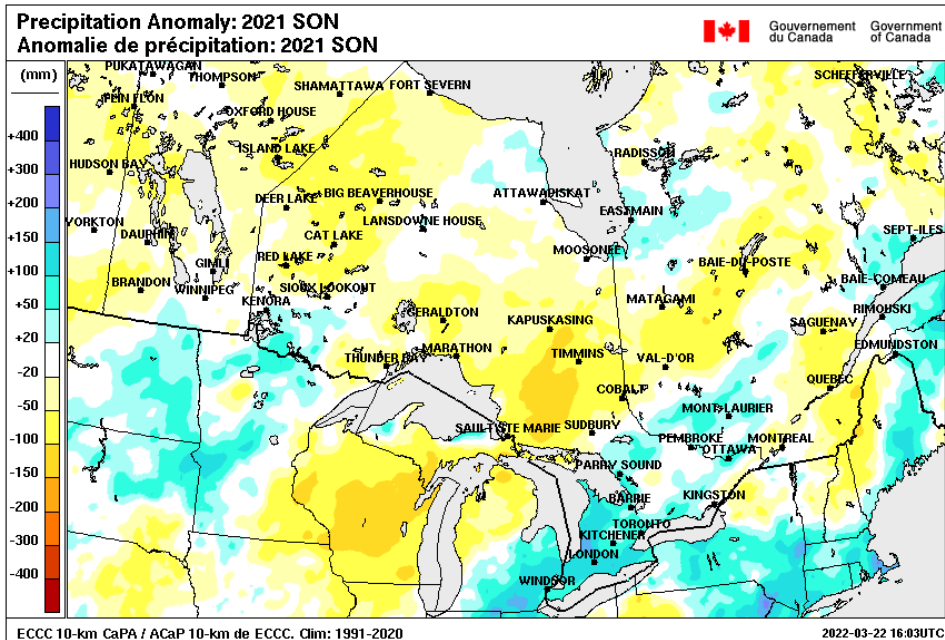 Precipitation Anomaly: 2021 SON
Anomalie de précipitation: 2021 SON
Gouvernement du Canada
Government of Canada
(mm)
+400
+300
+200
+150
+100
+50
+20
-20
-50
-100
-150
-200
-300
-400
PUKATAWAGAN
THOMPSON
SHAMATTAWA
FORT SEVERN
SCHEFFERVILLE
FLIN FLON
OXFORD HOUSE
ISLAND LAKE
RADISSON
HUDSON BAY
DEER LAKE
BIG BEAVERHOUSE
ATTAWAPISKAT
EASTMAIN
YORKTON
DAUPHIN
LANSDOWNE HOUSE
CAT LAKE
SEPT-ILES
GIMLI
RED LAKE
MOOSONEE
BAIE-DU-POSTE
BRANDON
WINNIPEG
SIOUX LOOKOUT
BAIE-COMEAU
KENORA
GERALDTON
KAPUSKASING
MATAGAMI
SAGUENAY
RIMOUSKI
THUNDER BAY
MARATHON
TIMMINS
VAL-D'OR
EDMUNDSTON
COBALT
QUEBEC
MONT-LAURIER
SAULT STE MARIE
SUDBURY
PEMBROKE
OTTAWA
MONTREAL
PARRY SOUND
BARRIE
KINGSTON
TORONTO
KITCHENER
LONDON
WINDSOR
ECCC 10-km CaPA / ACaP 10-km de ECCC. Clim: 1991-2020
2022-03-22 16:03UTC